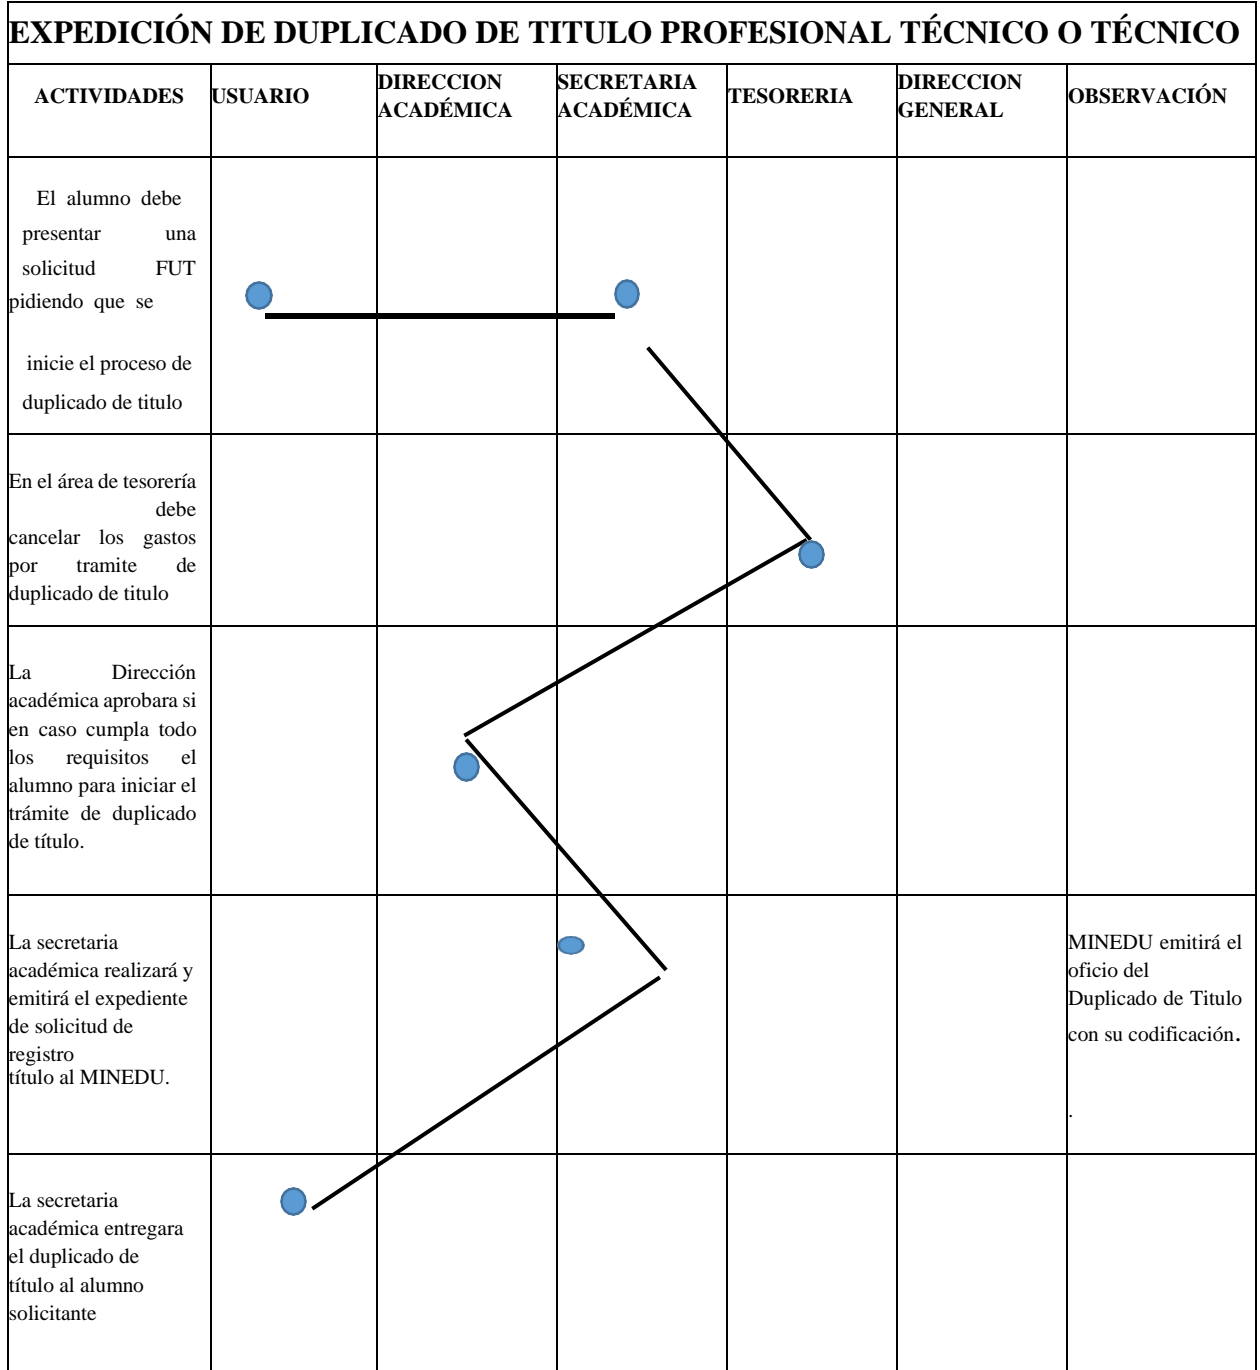 EXPEDICIÓN DE DUPLICADO DE TITULO PROFESIONAL TÉCNICO O TÉCNICO
ACTIVIDADES
USUARIO
DIRECCION
ACADÉMICA
SECRETARIA
ACADÉMICA
TESORERIA
DIRECCION
GENERAL
OBSERVACIÓN
El alumno debe
presentar una
solicitud FUT
pidiendo que se
inicie el proceso de
duplicado de titulo
En el área de tesorería
debe
cancelar los gastos
por tramite de
duplicado de titulo
La Dirección
académica aprobara si
en caso cumpla todo
los requisitos el
alumno para iniciar el
trámite de duplicado
de título.
La secretaria
académica realizará y
emitirá el expediente
de solicitud de
registro
título al MINEDU.
MINEDU emitirá el
oficio del
Duplicado de Titulo
con su codificación.
.
La secretaria
académica entregara
el duplicado de
título al alumno
solicitante